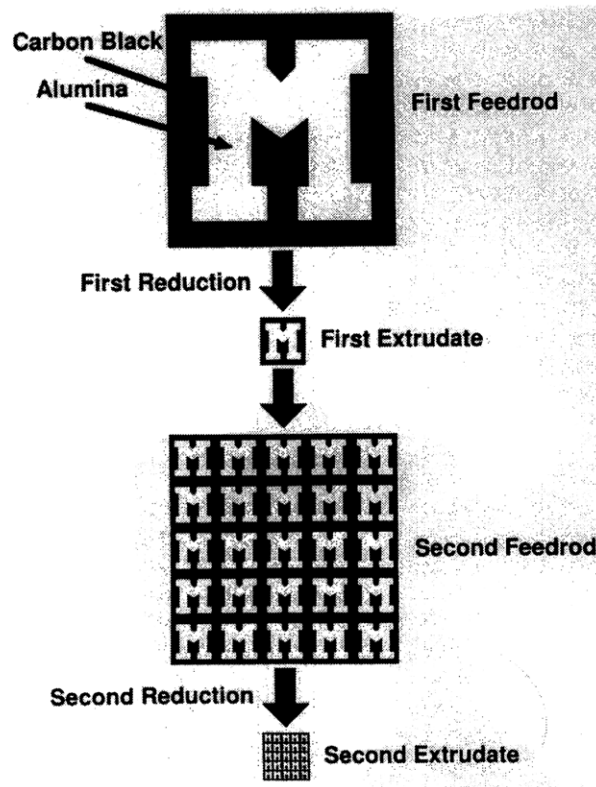 Carbon Black
Alumina
First Feedrod
First Reduction
First Extrudate
Second Feedrod
Second Reduction
Second Extrudate